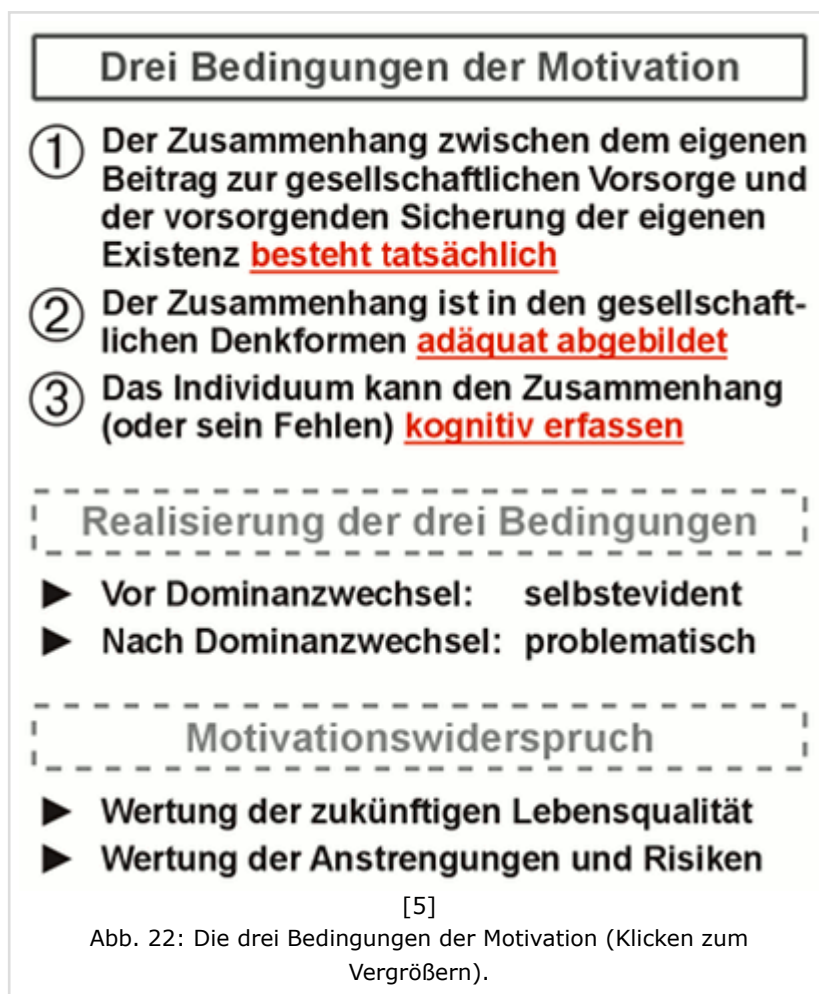 Drei Bedingungen der Motivation
① Der Zusammenhang zwischen dem eigenen
Beitrag zur gesellschaftlichen Vorsorge und
der vorsorgenden Sicherung der eigenen
Existenz besteht tatsächlich
② Der Zusammenhang ist in den gesellschaft-
lichen Denkformen adäquat abgebildet
③ Das Individuum kann den Zusammenhang
(oder sein Fehlen) kognitiv erfassen
Realisierung der drei Bedingungen
► Vor Dominanzwechsel: selbstevident
► Nach Dominanzwechsel: problematisch
Motivationswiderspruch
► Wertung der zukünftigen Lebensqualität
► Wertung der Anstrengungen und Risiken
[5]
Abb. 22: Die drei Bedingungen der Motivation (Klicken zum
Vergrößern).